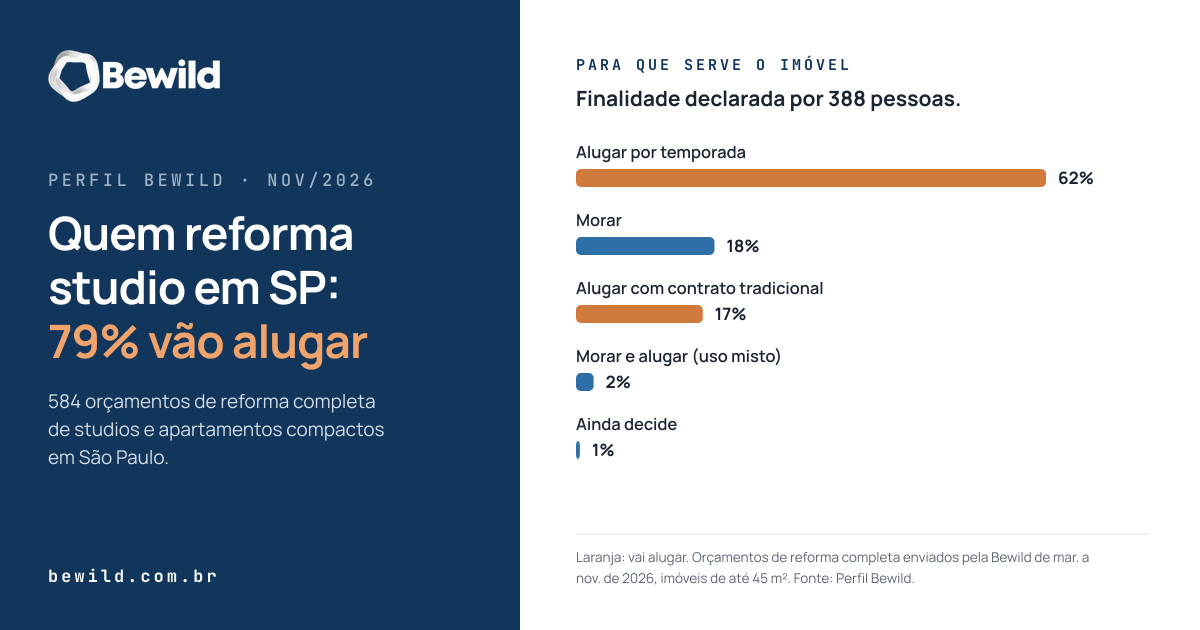 Bewild
PERFIL BEWILD · NOV/2026
Quem reforma
studio em SP:
79% vão alugar
584 orçamentos de reforma completa
de studios e apartamentos compactos
em São Paulo.
bewild.com.br
PARA QUE SERVE O IMÓVEL
Finalidade declarada por 388 pessoas.
Alugar por temporada
62%
Morar
18%
Alugar com contrato tradicional
17%
Morar e alugar (uso misto)
2%
Ainda decide
1%
Laranja: vai alugar. Orçamentos de reforma completa enviados pela Bewild de mar. a
nov. de 2026, imóveis de até 45 m². Fonte: Perfil Bewild.